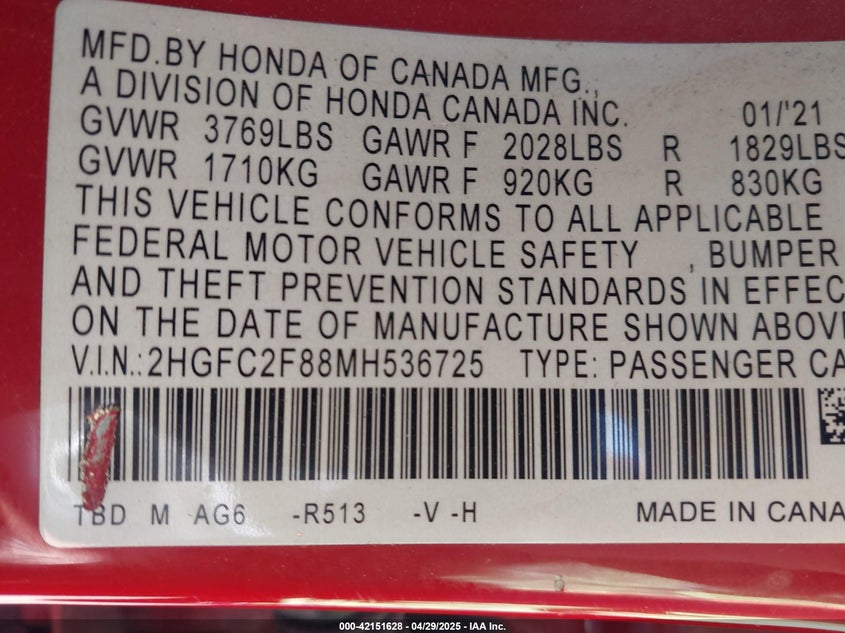 MFD.BY HONDA OF CANADA MFG.,
A DIVISION OF HONDA CANADA INC. 01/'21
GVWR 3769LBS GAWR F 2028LBS R 1829LBS
GVWR 1710KG GAWR F 920KG R 830KG
THIS VEHICLE CONFORMS TO ALL APPLICABLE
FEDERAL MOTOR VEHICLE SAFETY , BUMPER
AND THEFT PREVENTION STANDARDS IN EFFEC
ON THE DATE OF MANUFACTURE SHOWN ABOVE
V.I.N.:2HGFC2F88MH536725 TYPE: PASSENGER CA
TBD M AG6 -R513 -V -H MADE IN CANA
000-42151628 - 04/29/2025 - IAA Inc.